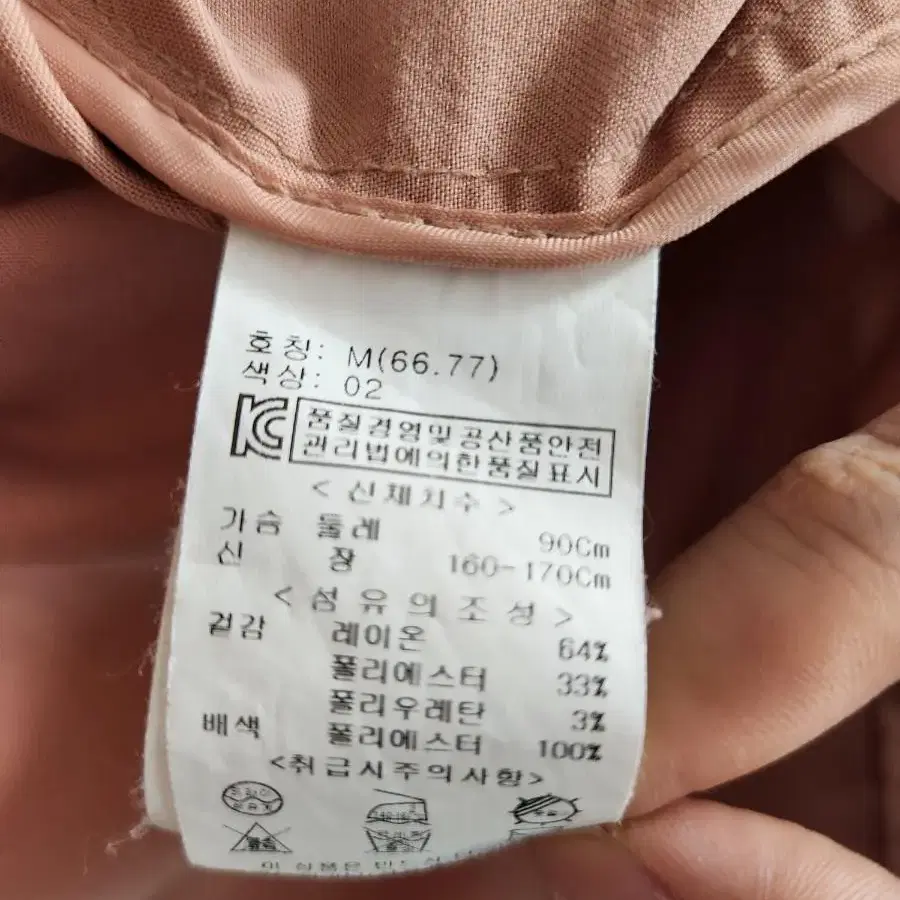 호칭: M(66.77)
색상: 02
품질경영및공산품안전
관리법에의한품질표시
<신체치수>
가슴 둘레 90Cm
신 장 160-170Cm
<섬유의조성>
겉감 레이온 64%
폴리에스터 33%
폴리우레탄 3%
배색 폴리에스터 100%
<취급시주의사항>